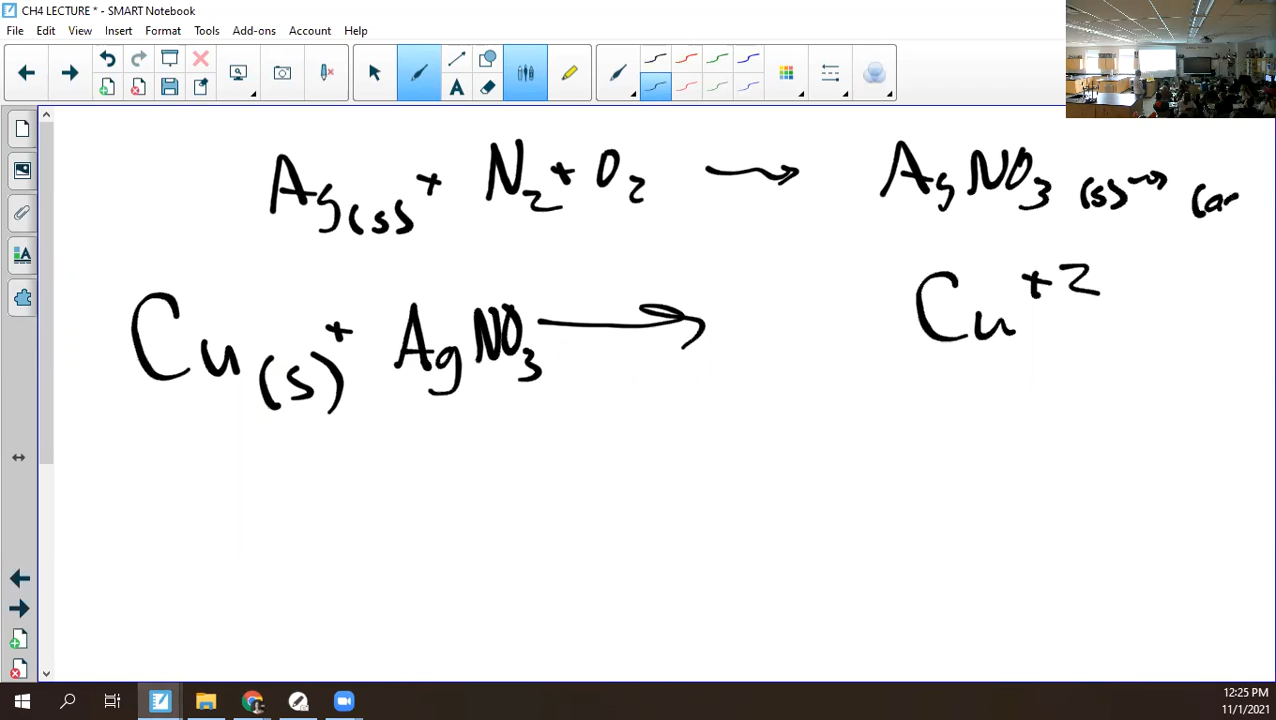 CH4 LECTURE * - SMART Notebook
File Edit View Insert Format Tools Add-ons Account Help
Ag(s) + N2 + O2 → AgNO3 (s) →
Cu(s) + AgNO3 → Cu+2
12:25 PM
11/1/2021